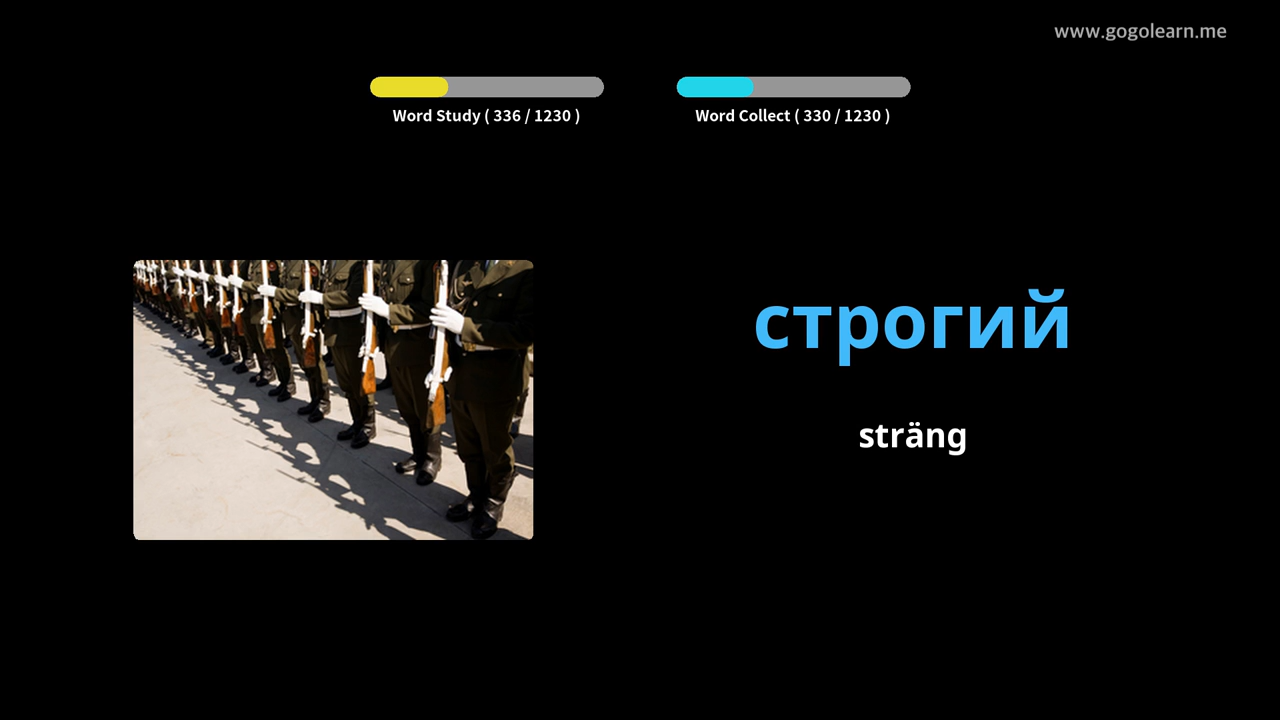 www.gogolearn.me
Word Study ( 336 / 1230 )
Word Collect ( 330 / 1230 )
строгий
sträng